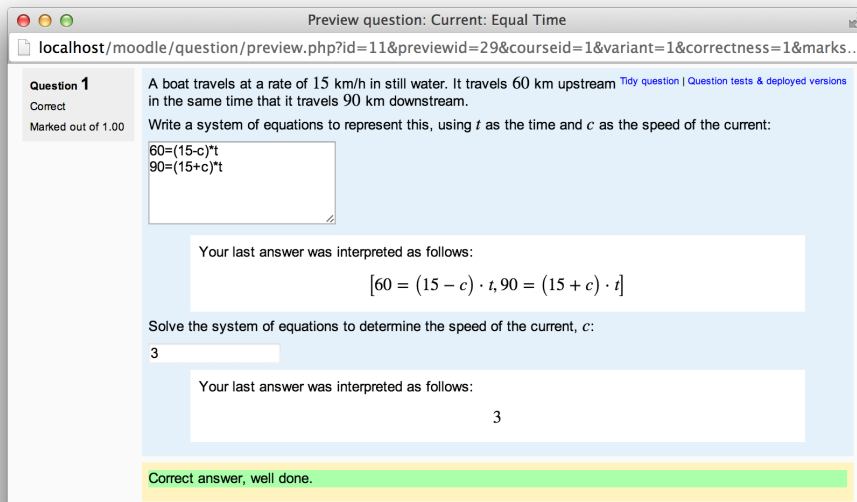 Preview question: Current: Equal Time
localhost/moodle/question/preview.php?id=11&previewid=29&courseid=1&variant=1&correctness=1&marks...
Question 1
Correct
Marked out of 1.00
A boat travels at a rate of 15 km/h in still water. It travels 60 km upstream
Tidy question | Question tests & deployed versions
in the same time that it travels 90 km downstream.
Write a system of equations to represent this, using t as the time and c as the speed of the current:
60=(15-c)*t
90=(15+c)*t
Your last answer was interpreted as follows:
[60 = (15 − c) · t, 90 = (15 + c) · t]
Solve the system of equations to determine the speed of the current, c:
3
Your last answer was interpreted as follows:
3
Correct answer, well done.